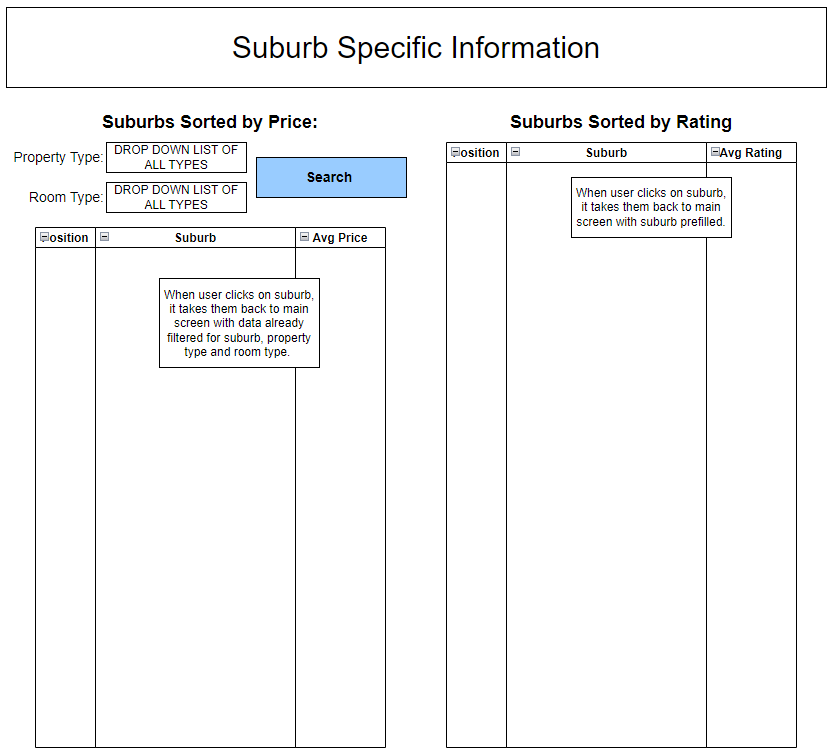 Suburb Specific Information
Suburbs Sorted by Price:
Property Type:
DROP DOWN LIST OF
ALL TYPES
Room Type:
DROP DOWN LIST OF
ALL TYPES
Search
osition
Suburb
Avg Price
When user clicks on suburb,
it takes them back to main
screen with data already
filtered for suburb, property
type and room type.
Suburbs Sorted by Rating
osition
Suburb
Avg Rating
When user clicks on suburb,
it takes them back to main
screen with suburb prefilled.